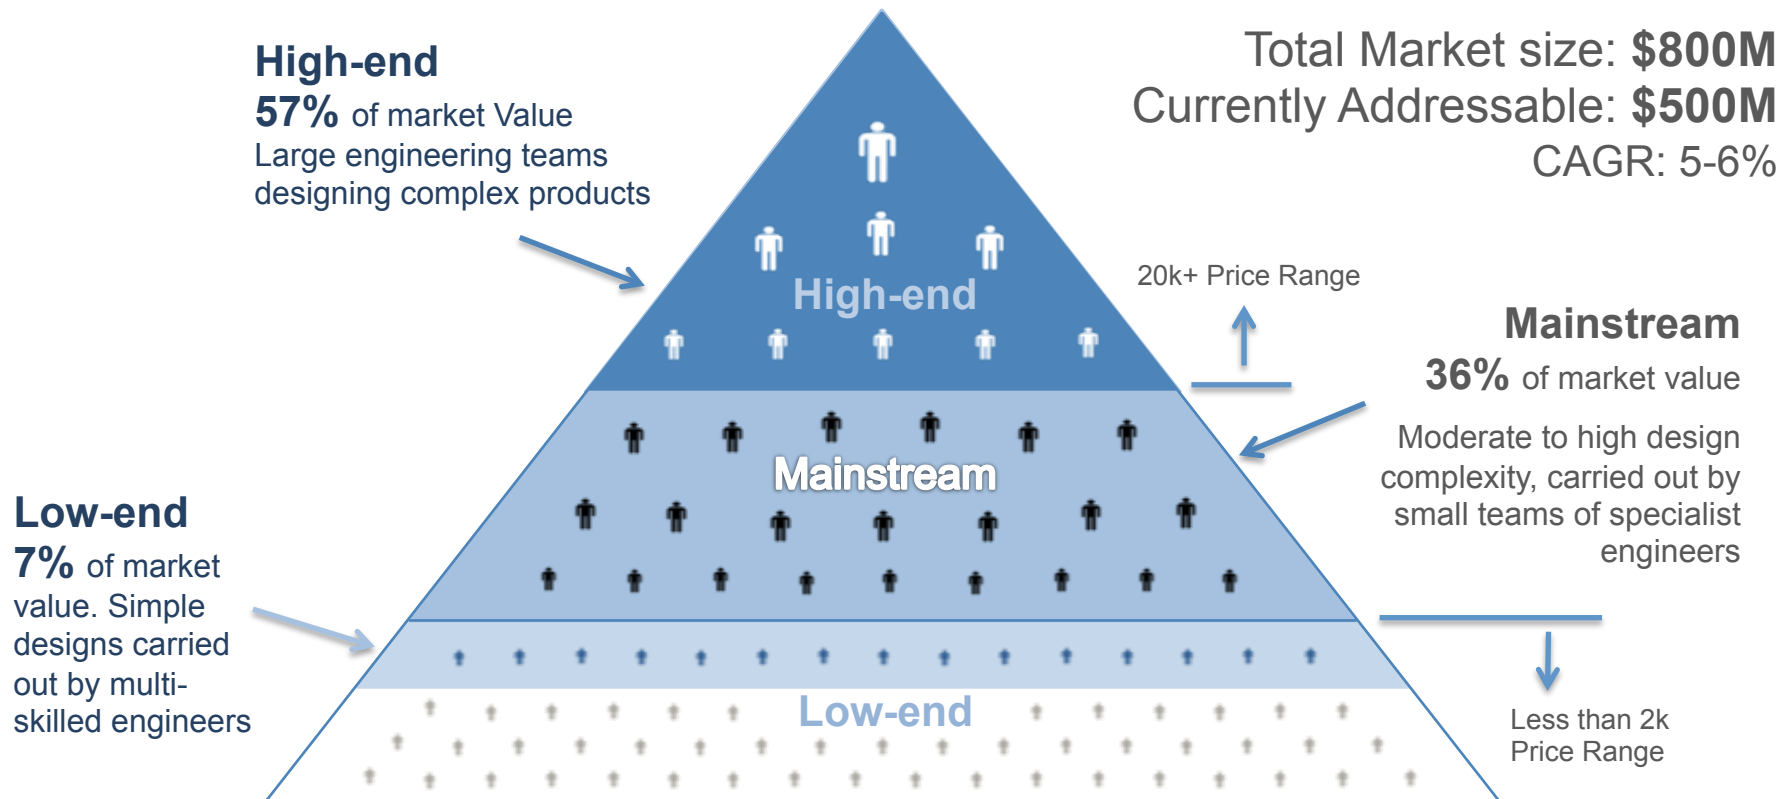 High-end
57% of market Value
Large engineering teams
designing complex products
Total Market size: $800M
Currently Addressable: $500M
CAGR: 5-6%
High-end
20k+ Price Range
Mainstream
36% of market value
Moderate to high design
complexity, carried out by
small teams of specialist
engineers
Mainstream
Low-end
7% of market
value. Simple
designs carried
out by multi-
skilled engineers
Low-end
Less than 2k
Price Range